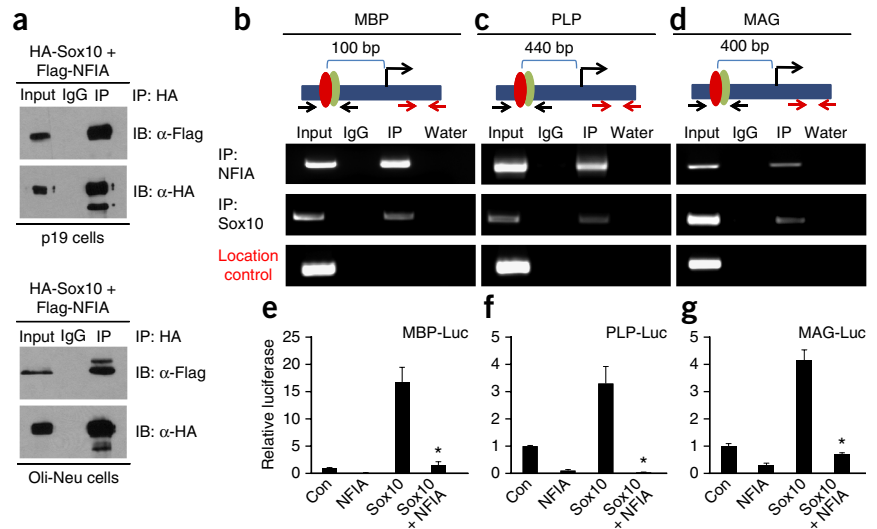 a
HA-Sox10 +
Flag-NFIA
Input IgG IP
IP: HA
IB: α-Flag
IB: α-HA
p19 cells
HA-Sox10 +
Flag-NFIA
Input IgG IP
IP: HA
IB: α-Flag
IB: α-HA
Oli-Neu cells
b
MBP
100 bp
c
PLP
440 bp
d
MAG
400 bp
Input IgG IP Water
Input IgG IP Water
Input IgG IP Water
IP:
NFIA
IP:
Sox10
Location
control
e
MBP-Luc
Relative luciferase
25
20
15
10
5
0
Con
NFIA
Sox10
Sox10
+ NFIA
*
f
PLP-Luc
5
4
3
2
1
0
Con
NFIA
Sox10
Sox10
+ NFIA
*
g
MAG-Luc
5
4
3
2
1
0
Con
NFIA
Sox10
Sox10
+ NFIA
*